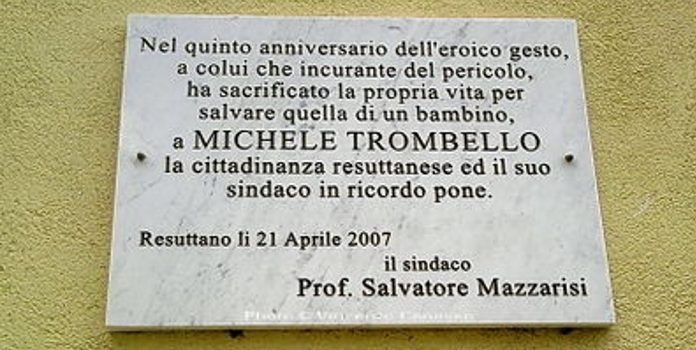 Nel quinto anniversario dell'eroico gesto,
a colui che incurante del pericolo,
ha sacrificato la propria vita per
salvare quella di un bambino,
a MICHELE TROMBELLO
la cittadinanza resuttanese ed il suo
sindaco in ricordo pone.
Resuttano li 21 Aprile 2007
il sindaco
Prof. Salvatore Mazzarisi
Photo © Vincenzo